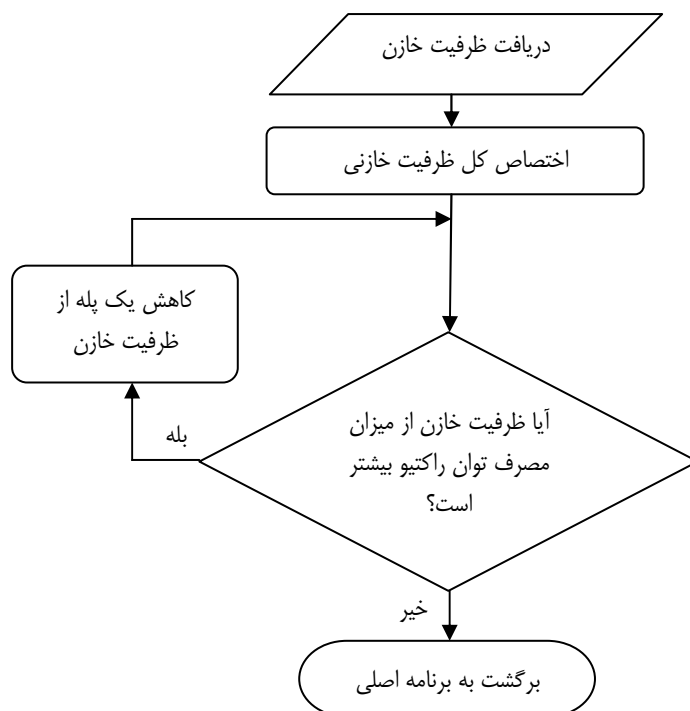 دریافت ظرفیت خازن
اختصاص کل ظرفیت خازنی
کاهش یک پله از
ظرفیت خازن
آیا ظرفیت خازن از میزان
مصرف توان راکتیو بیشتر
است؟
بله
خیر
برگشت به برنامه اصلی